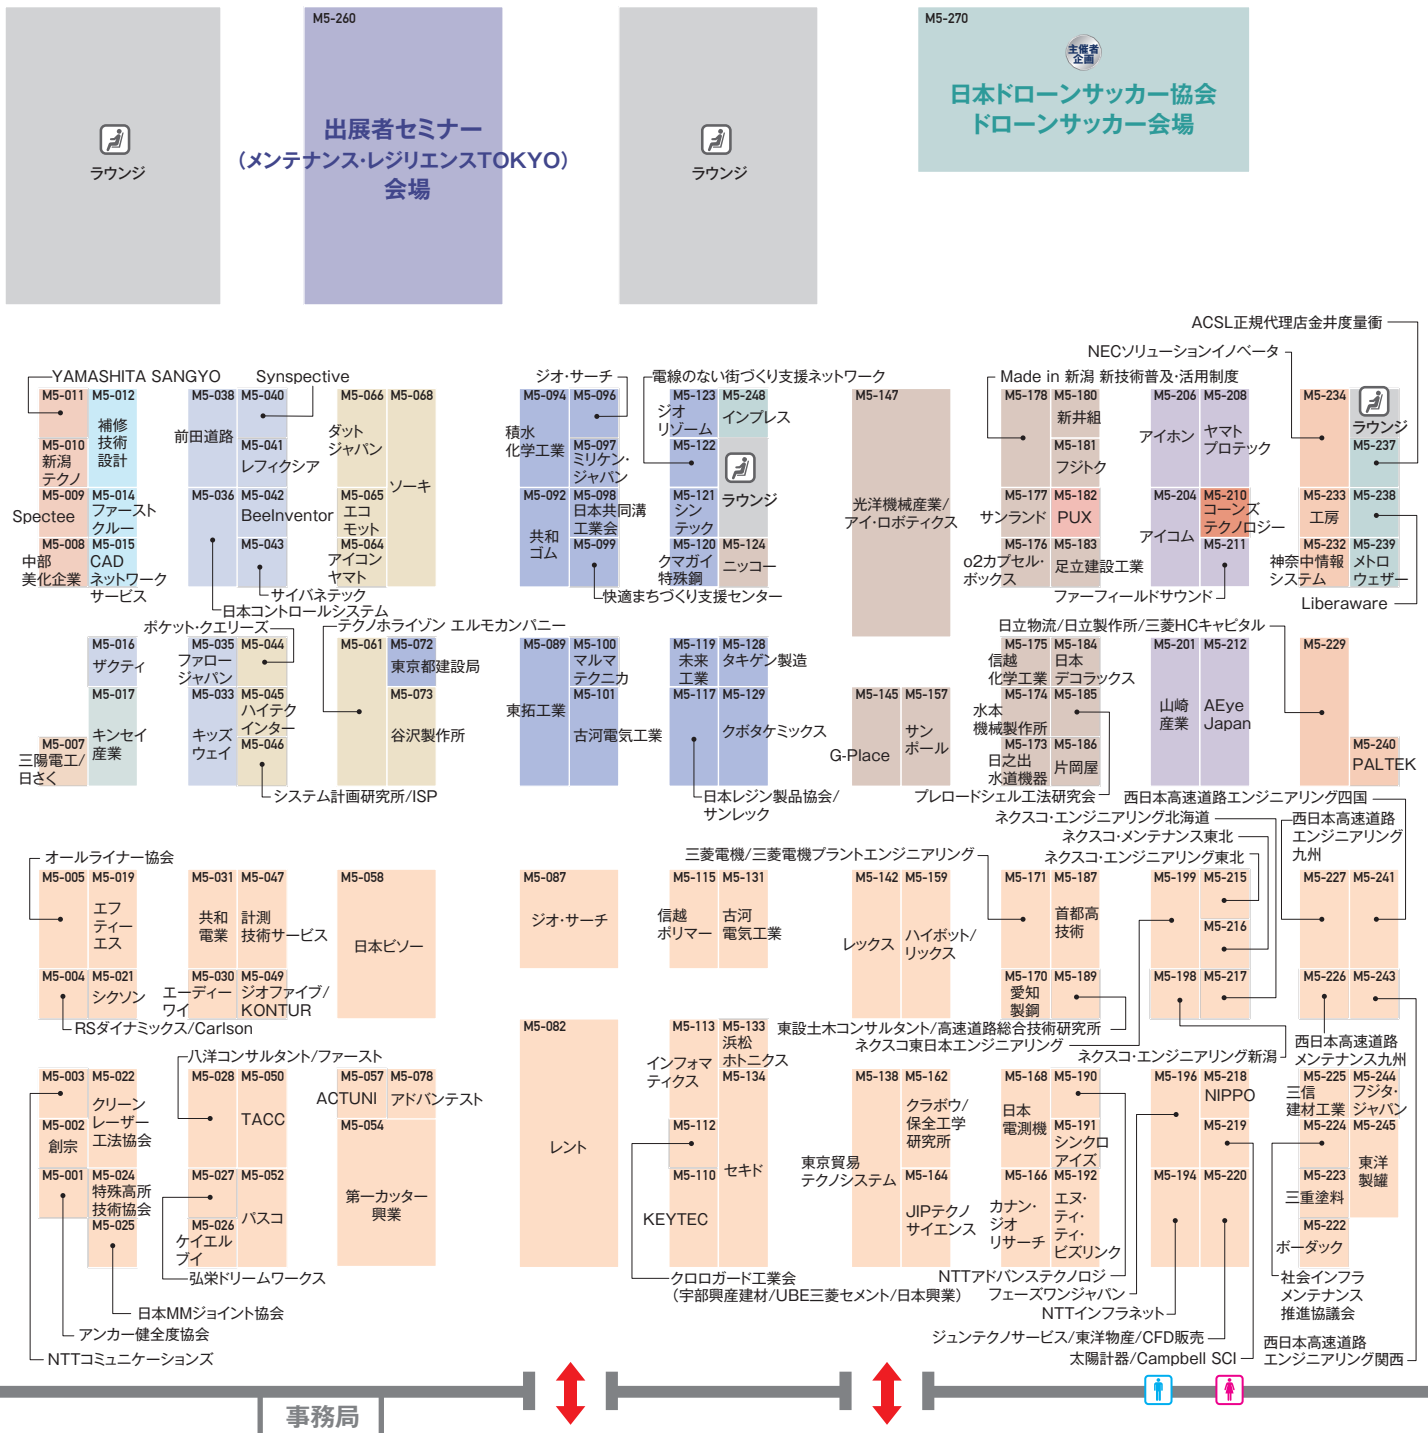 M5-260
M5-270
主催者
企画
日本ドローンサッカー協会
ドローンサッカー会場
出展者セミナー
（メンテナンス・レジリエンスTOKYO）
会場
ラウンジ
ラウンジ
ACSL正規代理店金井度量衡
NECソリューションイノベータ
YAMASHITA SANGYO
Synspective
ジオ・サーチ
電線のない街づくり支援ネットワーク
Made in 新潟 新技術普及・活用制度
M5-011
M5-012
補修
技術
設計
M5-010
新潟
テクノ
M5-009
Spectee
M5-014
ファースト
クルー
M5-008
中部
美化企業
M5-015
CAD
ネットワーク
サービス
M5-038
前田道路
M5-040
M5-041
レフィクシア
M5-036
M5-042
BeeInventor
M5-043
サイバネテック
日本コントロールシステム
M5-066
ダット
ジャパン
M5-068
ソーキ
M5-065
エコ
モット
M5-064
アイコン
ヤマト
M5-094
積水
化学工業
M5-096
M5-097
ミリケン・
ジャパン
M5-092
共和
ゴム
M5-098
日本共同溝
工業会
M5-099
快適まちづくり支援センター
M5-123
ジオ
リゾーム
M5-248
インプレス
M5-122
ラウンジ
M5-121
シン
テック
M5-120
クマガイ
特殊鋼
M5-124
ニッコー
M5-147
光洋機械産業/
アイ・ロボティクス
M5-178
M5-180
新井組
M5-181
フジトク
M5-177
サンランド
M5-182
PUX
M5-176
o2カプセル・
ボックス
M5-183
足立建設工業
M5-206
アイホン
M5-208
ヤマト
プロテック
M5-204
アイコム
M5-210
コーンズ
テクノロジー
M5-211
ファーフィールドサウンド
M5-234
ラウンジ
M5-237
M5-233
工房
M5-238
M5-232
神奈中情報
システム
M5-239
メトロ
ウェザー
Liberaware
ポケット・クエリーズ
テクノホライゾン エルモカンパニー
日立物流/日立製作所/三菱HCキャピタル
M5-016
ザクティ
M5-017
キンセイ
産業
M5-007
三陽電工/
日さく
M5-035
ファロー
ジャパン
M5-044
M5-033
キッズ
ウェイ
M5-045
ハイテク
インター
M5-046
システム計画研究所/ISP
M5-061
M5-072
東京都建設局
M5-073
谷沢製作所
M5-089
東拓工業
M5-100
マルマ
テクニカ
M5-101
古河電気工業
M5-119
未来
工業
M5-128
タキゲン製造
M5-117
M5-129
クボタケミックス
日本レジン製品協会/
サンレック
M5-145
G-Place
M5-157
サン
ポール
M5-175
信越
化学工業
M5-184
日本
デコラックス
M5-174
水本
機械製作所
M5-185
M5-173
日之出
水道機器
M5-186
片岡屋
プレロードシェル工法研究会
M5-201
山崎
産業
M5-212
AEye
Japan
M5-229
M5-240
PALTEK
西日本高速道路エンジニアリング四国
ネクスコ・エンジニアリング北海道
ネクスコ・メンテナンス東北
ネクスコ・エンジニアリング東北
西日本高速道路
エンジニアリング
九州
オールライナー協会
三菱電機/三菱電機プラントエンジニアリング
M5-005
M5-019
エフ
ティー
エス
M5-004
M5-021
シクソン
RSダイナミックス/Carlson
M5-031
共和
電業
M5-047
計測
技術サービス
M5-030
エーディー
ワイ
M5-049
ジオファイブ/
KONTUR
M5-058
日本ビソー
M5-087
ジオ・サーチ
M5-115
信越
ポリマー
M5-131
古河
電気工業
M5-142
レックス
M5-159
ハイボット/
リックス
M5-171
M5-187
首都高
技術
M5-170
愛知
製鋼
M5-189
東設土木コンサルタント/高速道路総合技術研究所
ネクスコ東日本エンジニアリング
M5-199
M5-215
M5-216
M5-198
M5-217
ネクスコ・エンジニアリング新潟
M5-227
M5-241
M5-226
M5-243
西日本高速道路
メンテナンス九州
八洋コンサルタント/ファースト
M5-003
M5-022
クリーン
レーザー
工法協会
M5-002
創宗
M5-001
M5-024
特殊高所
技術協会
M5-025
M5-028
M5-050
TACC
M5-027
M5-052
パスコ
M5-026
ケイエル
ブイ
弘栄ドリームワークス
M5-057
ACTUNI
M5-078
アドバンテスト
M5-054
第一カッター
興業
M5-082
レント
M5-113
インフォマ
ティクス
M5-133
浜松
ホトニクス
M5-134
セキド
M5-112
M5-110
KEYTEC
クロロガード工業会
（宇部興産建材/UBE三菱セメント/日本興業）
M5-138
東京貿易
テクノシステム
M5-162
クラボウ/
保全工学
研究所
M5-164
JIPテクノ
サイエンス
M5-168
日本
電測機
M5-190
M5-191
シンクロ
アイズ
M5-166
カナン・
ジオ
リサーチ
M5-192
エヌ・
ティ・
ティ・
ビズリンク
M5-196
M5-218
NIPPO
M5-219
M5-194
M5-220
M5-225
三信
建材工業
M5-244
フジタ・
ジャパン
M5-224
M5-245
東洋
製罐
M5-223
三重塗料
M5-222
ボーダック
NTTアドバンステクノロジ
フェーズワンジャパン
NTTインフラネット
ジュンテクノサービス/東洋物産/CFD販売
太陽計器/Campbell SCI
社会インフラ
メンテナンス
推進協議会
西日本高速道路
エンジニアリング関西
日本MMジョイント協会
アンカー健全度協会
NTTコミュニケーションズ
事務局